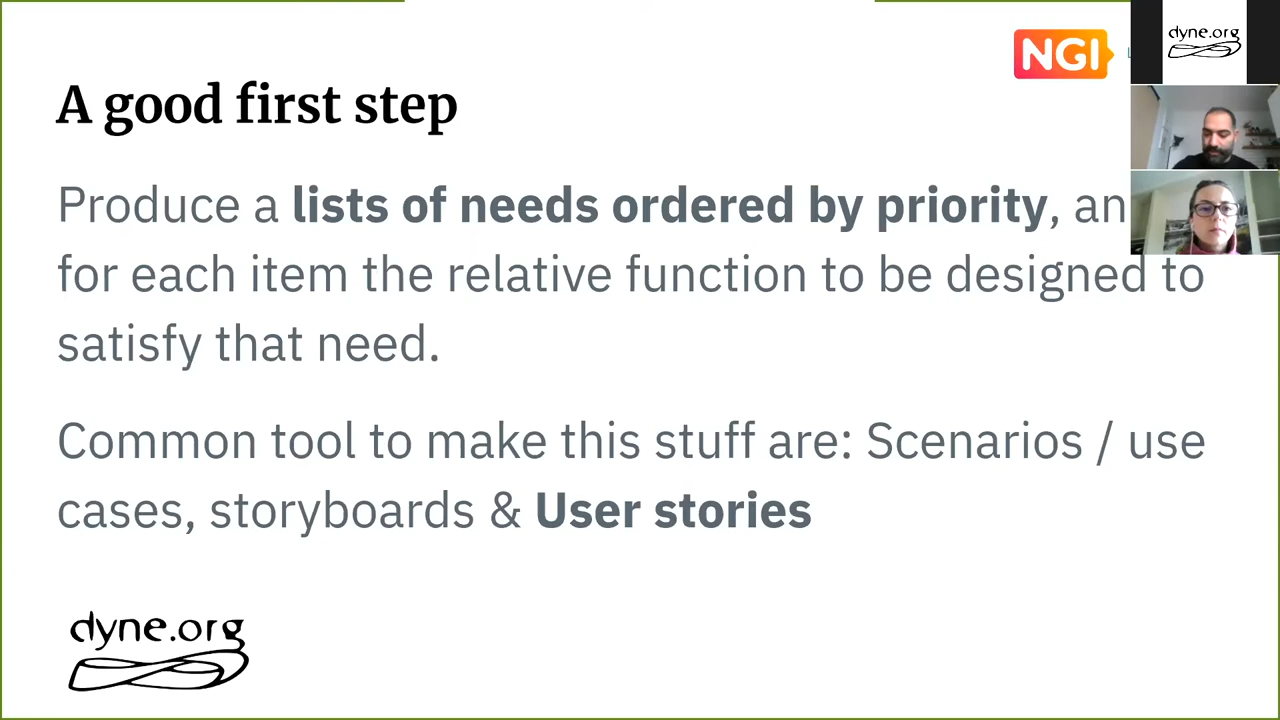 NGI
dyne.org
A good first step
Produce a lists of needs ordered by priority, an
for each item the relative function to be designed to
satisfy that need.
Common tool to make this stuff are: Scenarios / use
cases, storyboards & User stories
dyne.org